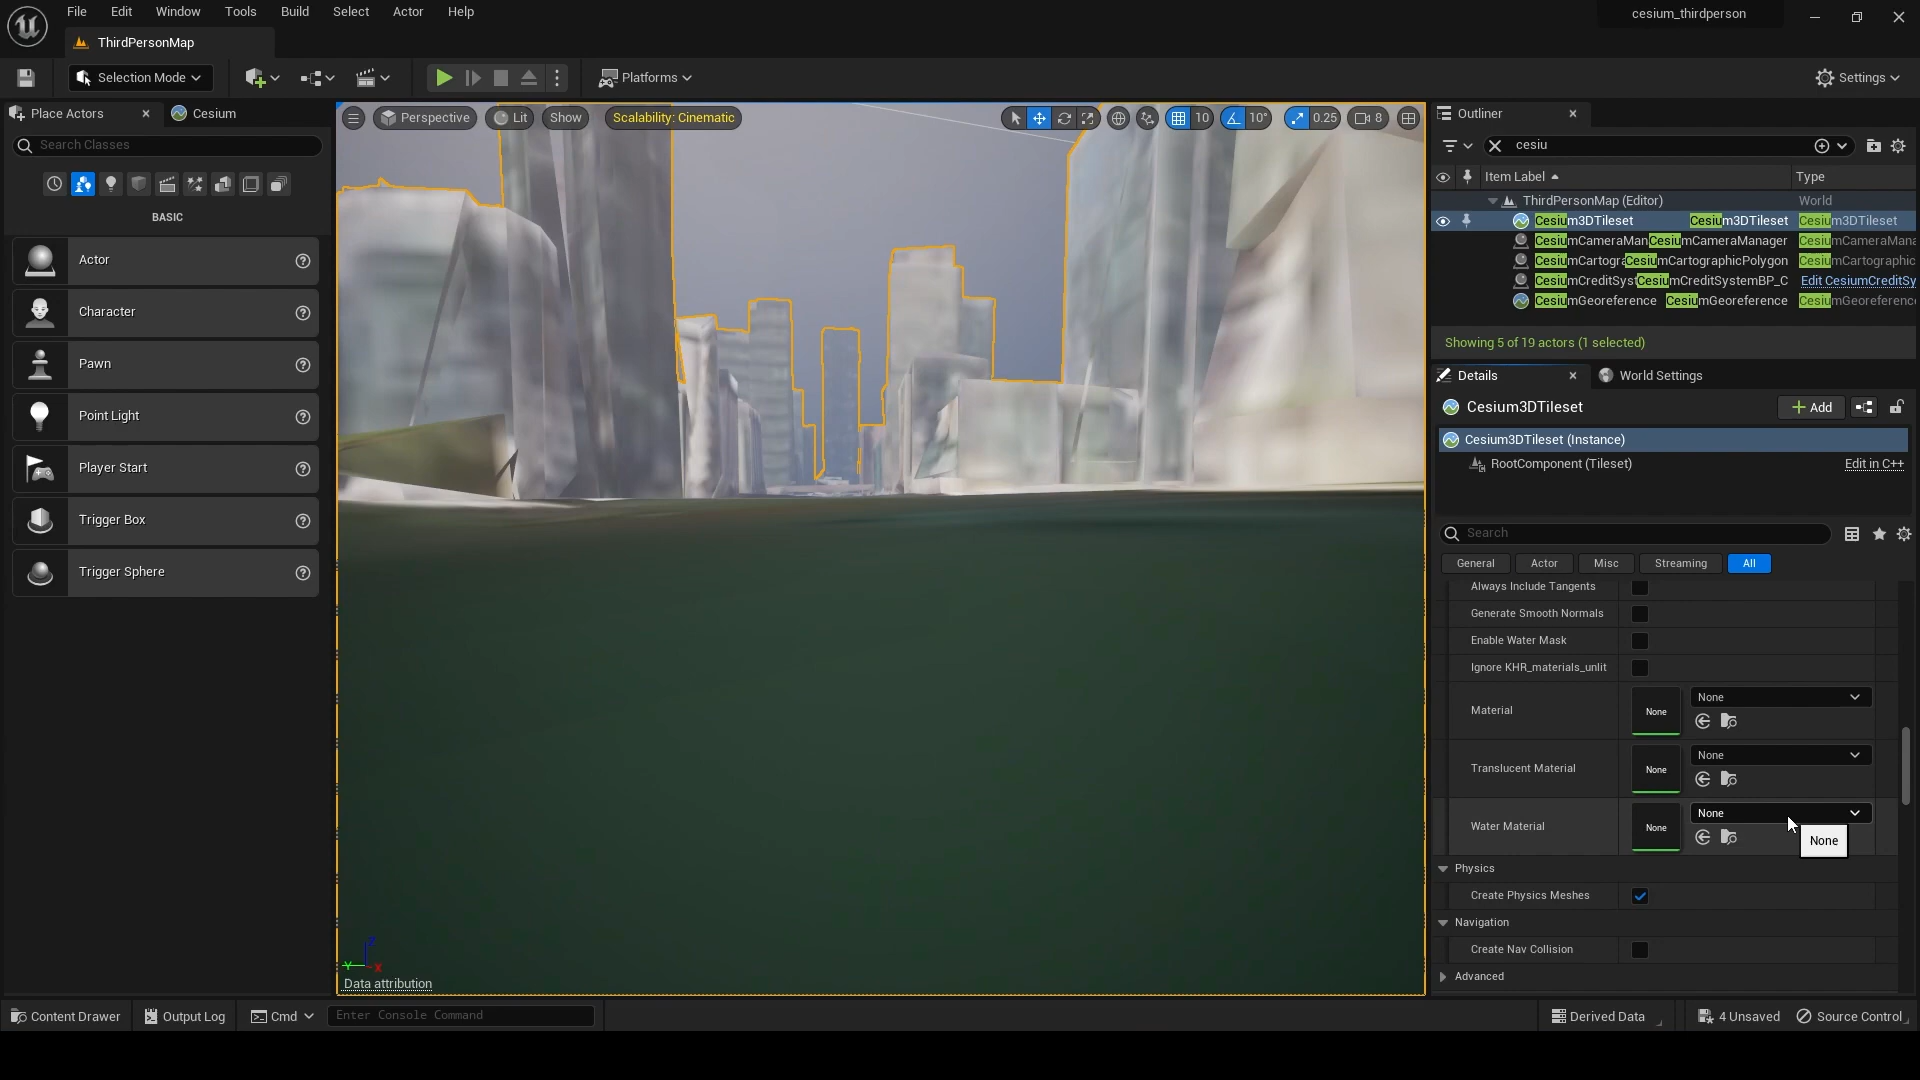 File Edit Window Tools Build Select Actor Help
cesium_thirdperson
ThirdPersonMap
Selection Mode
Platforms
Settings
Place Actors
Cesium
Search Classes
BASIC
Actor
Character
Pawn
Point Light
Player Start
Trigger Box
Trigger Sphere
Perspective Lit Show Scalability: Cinematic
10 10° 0.25 8
Data attribution
Outliner
cesiu
Item Label Type
ThirdPersonMap (Editor) World
Cesium3DTileset Cesium3DTileset Cesium3DTileset
CesiumCameraMan CesiumCameraManager CesiumCameraMana
CesiumCartogra CesiumCartographicPolygon CesiumCartographic
CesiumCreditSyst CesiumCreditSystemBP_C Edit CesiumCreditSy
CesiumGeoreference CesiumGeoreference CesiumGeoreference
Showing 5 of 19 actors (1 selected)
Details
World Settings
Cesium3DTileset
Add
Cesium3DTileset (Instance)
RootComponent (Tileset) Edit in C++
Search
General Actor Misc Streaming All
Always Include Tangents
Generate Smooth Normals
Enable Water Mask
Ignore KHR_materials_unlit
Material None None
Translucent Material None None
Water Material None None
None
Physics
Create Physics Meshes
Navigation
Create Nav Collision
Advanced
Content Drawer Output Log Cmd Enter Console Command
Derived Data 4 Unsaved Source Control